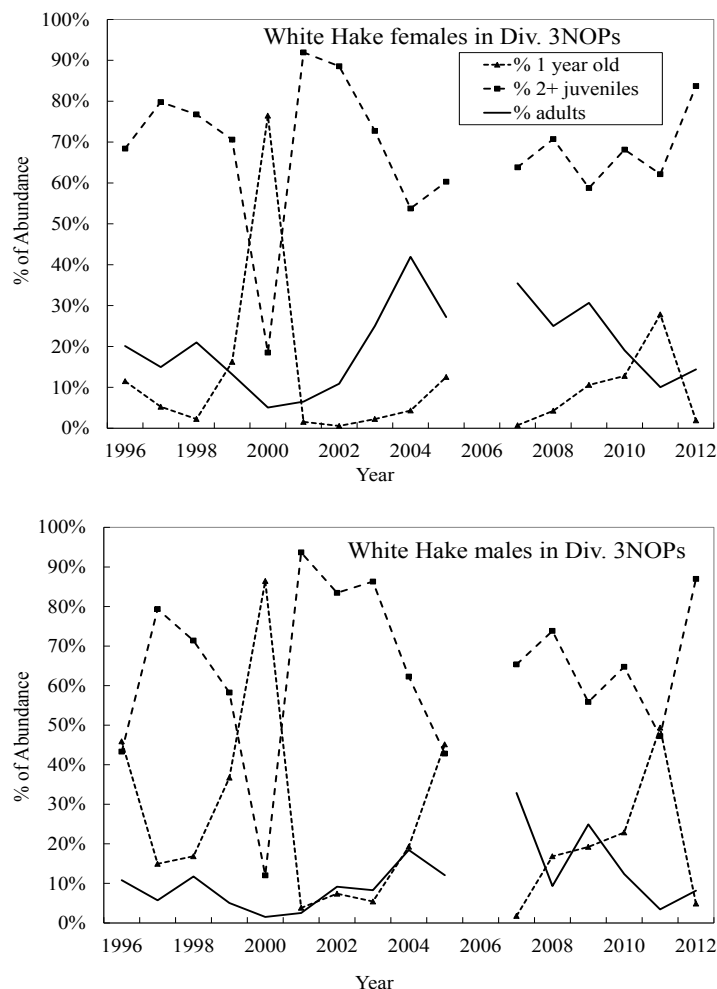 White Hake females in Div. 3NOPs
% 1 year old
% 2+ juveniles
% adults
% of Abundance
100%
90%
80%
70%
60%
50%
40%
30%
20%
10%
0%
1996 1998 2000 2002 2004 2006 2008 2010 2012
Year
White Hake males in Div. 3NOPs
% of Abundance
100%
90%
80%
70%
60%
50%
40%
30%
20%
10%
0%
1996 1998 2000 2002 2004 2006 2008 2010 2012
Year